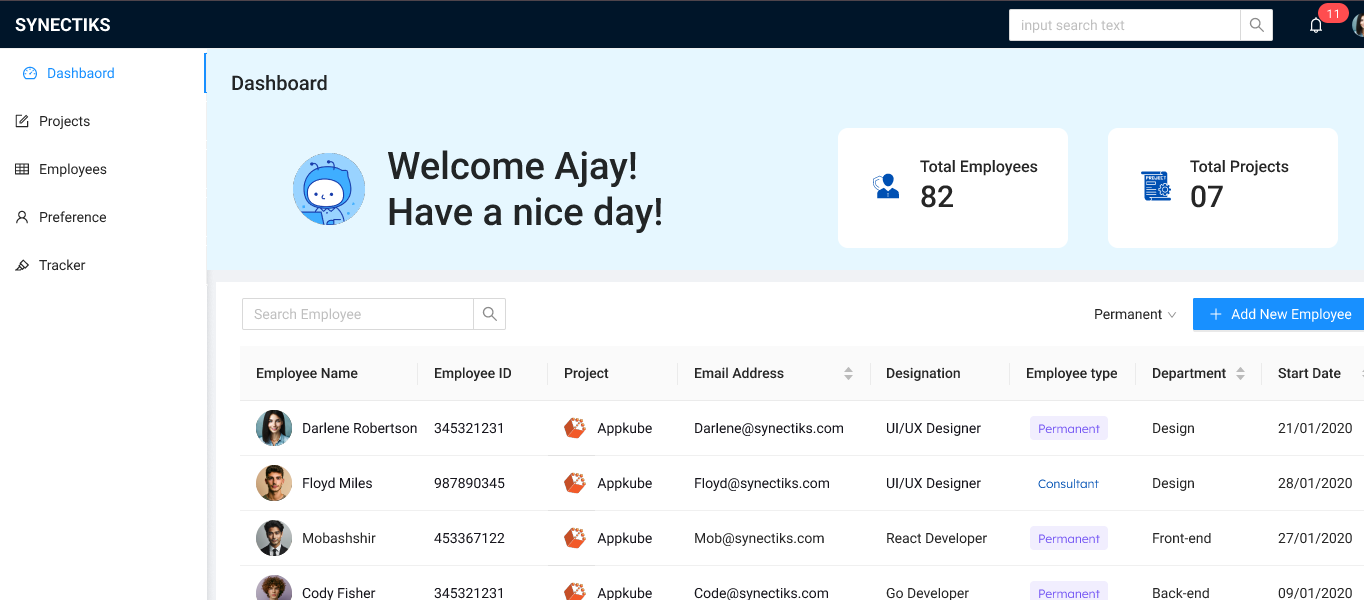 SYNECTIKS
input search text
11
Dashbaord
Projects
Employees
Preference
Tracker
Dashboard
Welcome Ajay!
Have a nice day!
Total Employees
82
PROJECT
Total Projects
07
Search Employee
Permanent
+ Add New Employee
Employee Name Employee ID Project Email Address Designation Employee type Department Start Date
Darlene Robertson 345321231 Appkube Darlene@synectiks.com UI/UX Designer Permanent Design 21/01/2020
Floyd Miles 987890345 Appkube Floyd@synectiks.com UI/UX Designer Consultant Design 28/01/2020
Mobashshir 453367122 Appkube Mob@synectiks.com React Developer Permanent Front-end 27/01/2020
Cody Fisher 345321231 Appkube Code@synectiks.com Go Developer Permanent Back-end 09/01/2020